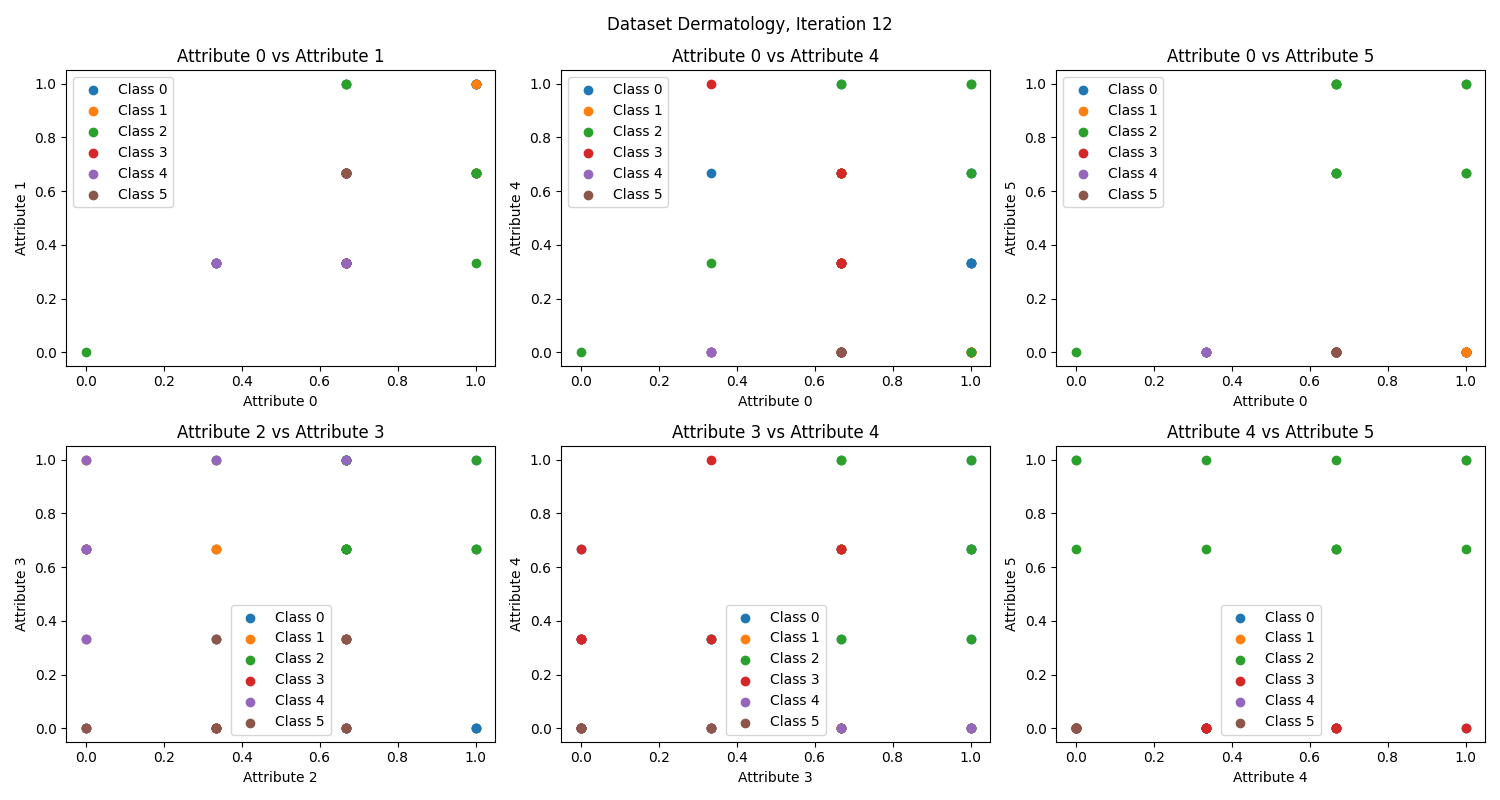 Dataset Dermatology, Iteration 12
Attribute 0 vs Attribute 1
1.0
0.8
0.6
0.4
0.2
0.0
Attribute 1
Class 0
Class 1
Class 2
Class 3
Class 4
Class 5
0.0 0.2 0.4 0.6 0.8 1.0
Attribute 0
Attribute 0 vs Attribute 4
1.0
0.8
0.6
0.4
0.2
0.0
Attribute 4
Class 0
Class 1
Class 2
Class 3
Class 4
Class 5
0.0 0.2 0.4 0.6 0.8 1.0
Attribute 0
Attribute 0 vs Attribute 5
1.0
0.8
0.6
0.4
0.2
0.0
Attribute 5
Class 0
Class 1
Class 2
Class 3
Class 4
Class 5
0.0 0.2 0.4 0.6 0.8 1.0
Attribute 0
Attribute 2 vs Attribute 3
1.0
0.8
0.6
0.4
0.2
0.0
Attribute 3
Class 0
Class 1
Class 2
Class 3
Class 4
Class 5
0.0 0.2 0.4 0.6 0.8 1.0
Attribute 2
Attribute 3 vs Attribute 4
1.0
0.8
0.6
0.4
0.2
0.0
Attribute 4
Class 0
Class 1
Class 2
Class 3
Class 4
Class 5
0.0 0.2 0.4 0.6 0.8 1.0
Attribute 3
Attribute 4 vs Attribute 5
1.0
0.8
0.6
0.4
0.2
0.0
Attribute 5
Class 0
Class 1
Class 2
Class 3
Class 4
Class 5
0.0 0.2 0.4 0.6 0.8 1.0
Attribute 4